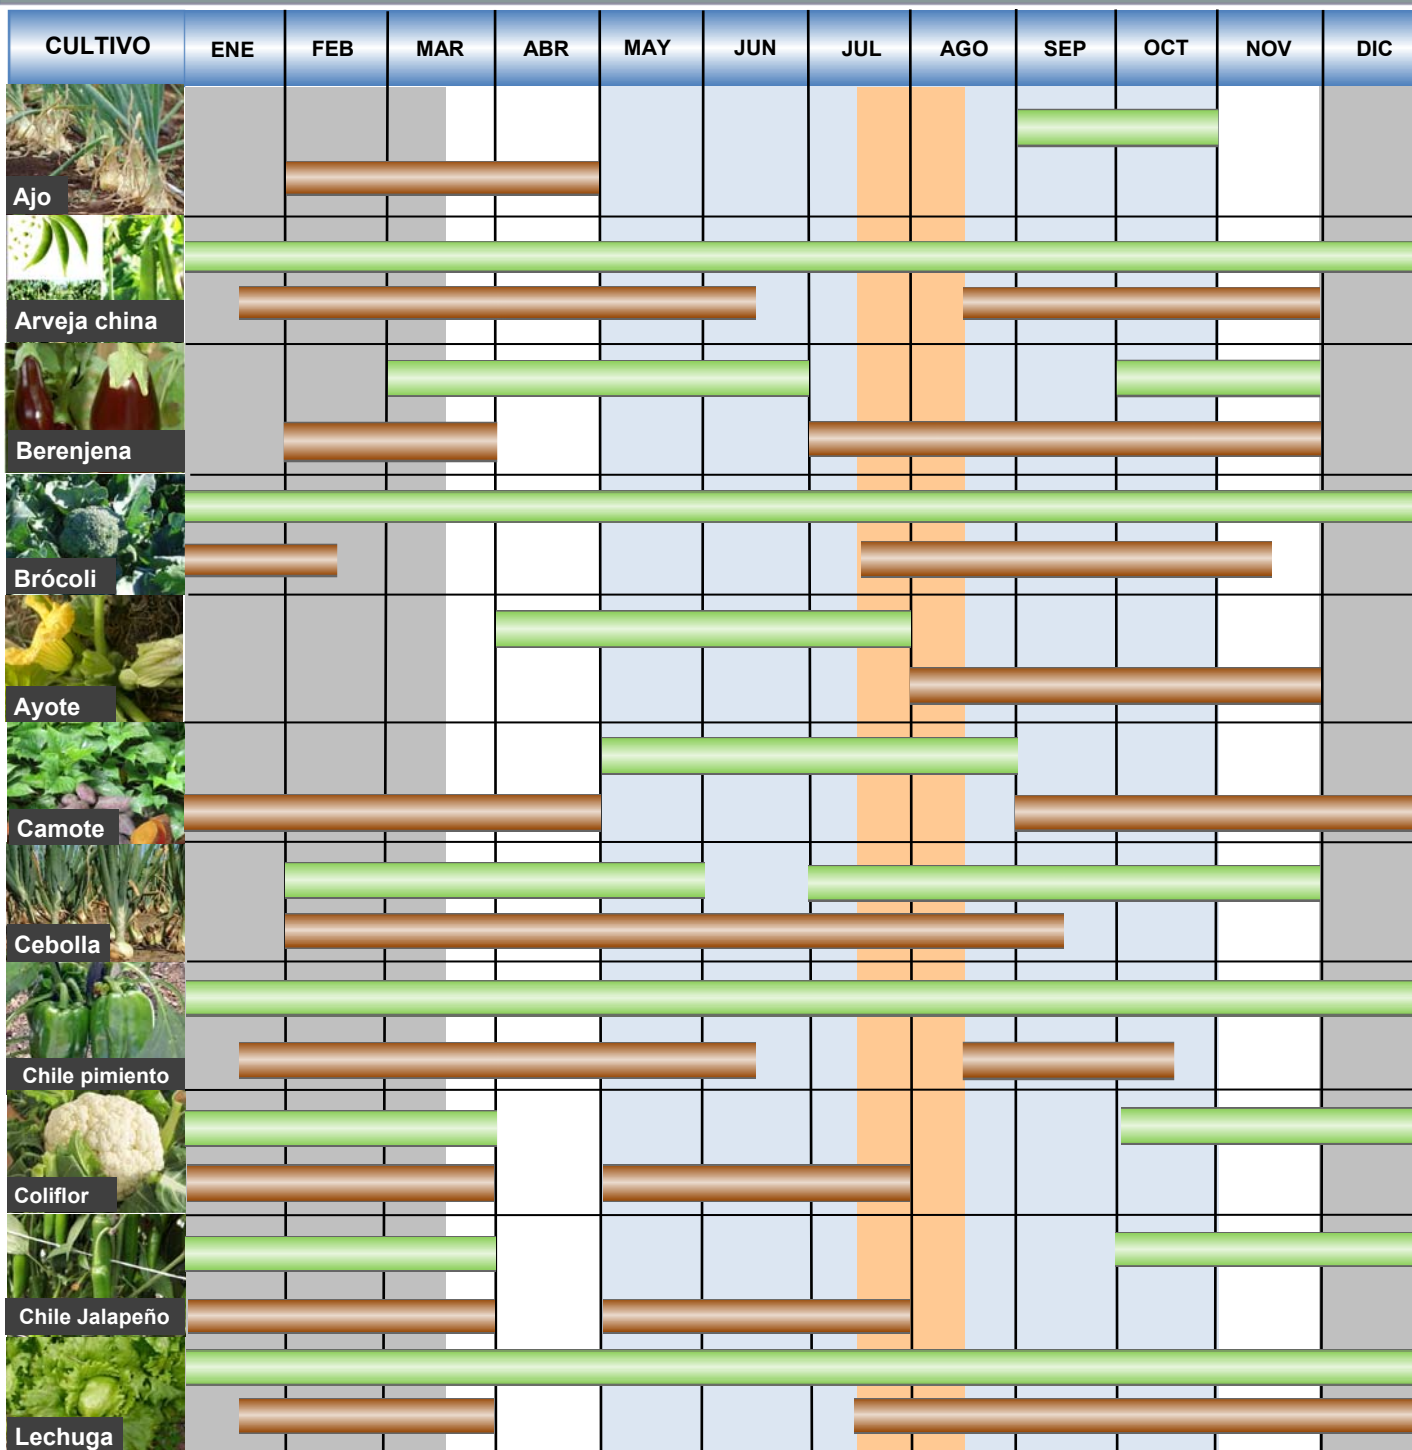 CULTIVO ENE FEB MAR ABR MAY JUN JUL AGO SEP OCT NOV DIC
Ajo
Arveja china
Berenjena
Brócoli
Ayote
Camote
Cebolla
Chile pimiento
Coliflor
Chile Jalapeño
Lechuga